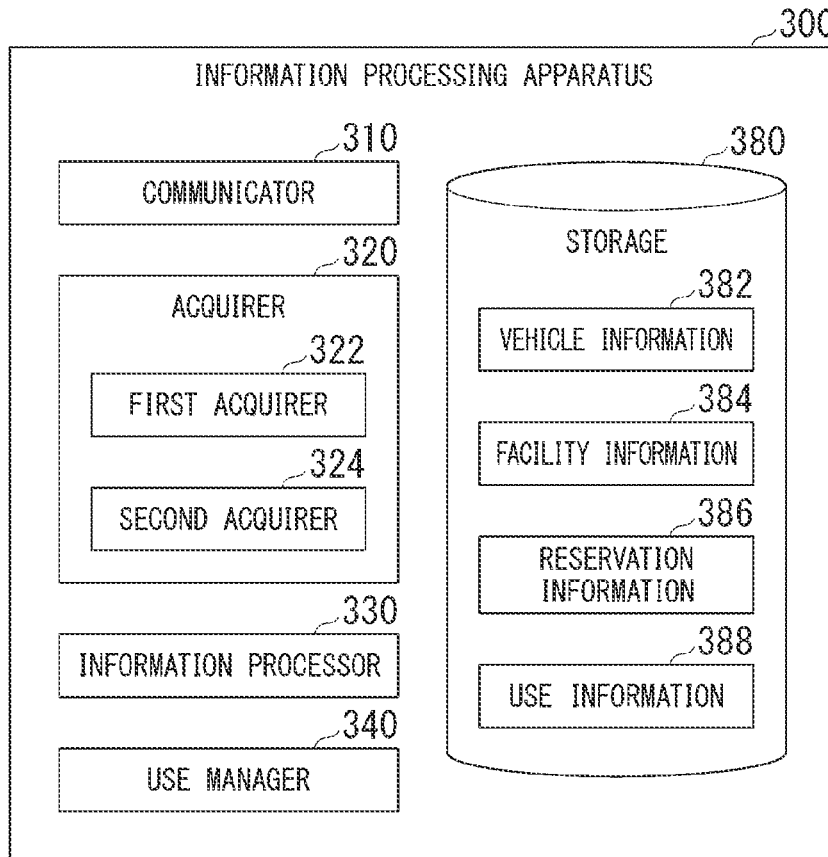 300
INFORMATION PROCESSING APPARATUS
310
COMMUNICATOR
320
ACQUIRER
322
FIRST ACQUIRER
324
SECOND ACQUIRER
330
INFORMATION PROCESSOR
340
USE MANAGER
380
STORAGE
382
VEHICLE INFORMATION
384
FACILITY INFORMATION
386
RESERVATION
INFORMATION
388
USE INFORMATION